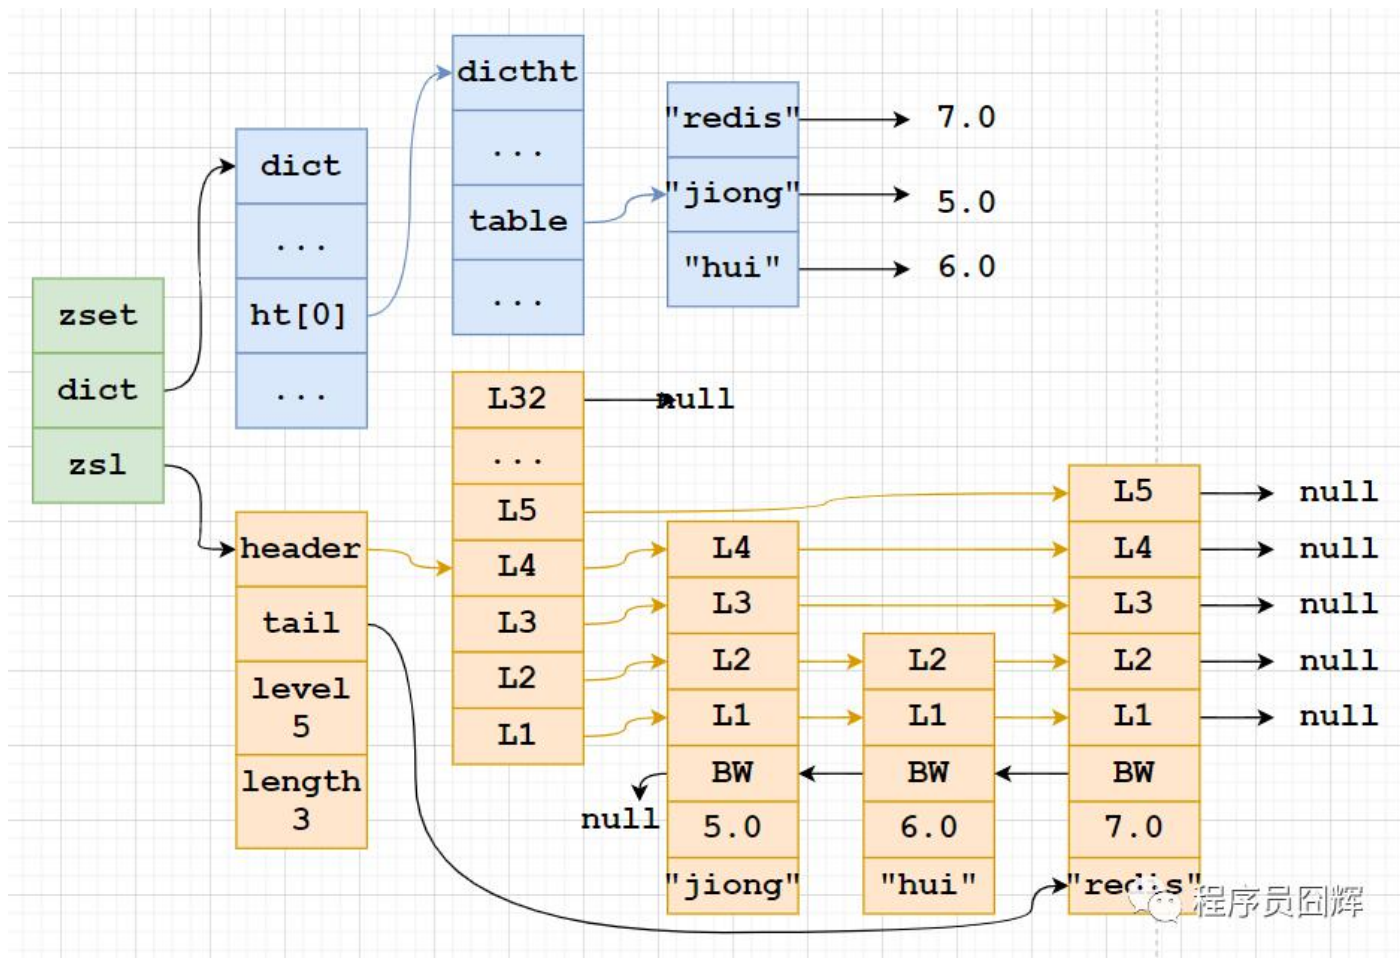 zset
dict
zsl
dict
...
ht[0]
...
dictht
...
table
...
"redis"
7.0
"jiong"
5.0
"hui"
6.0
header
tail
level
5
length
3
L32
null
...
L5
L4
L3
L2
L1
L4
L3
L2
L1
BW
null
5.0
"jiong"
L2
L1
BW
6.0
"hui"
L5
null
L4
null
L3
null
L2
null
L1
null
BW
7.0
"redis"
程序员囧辉